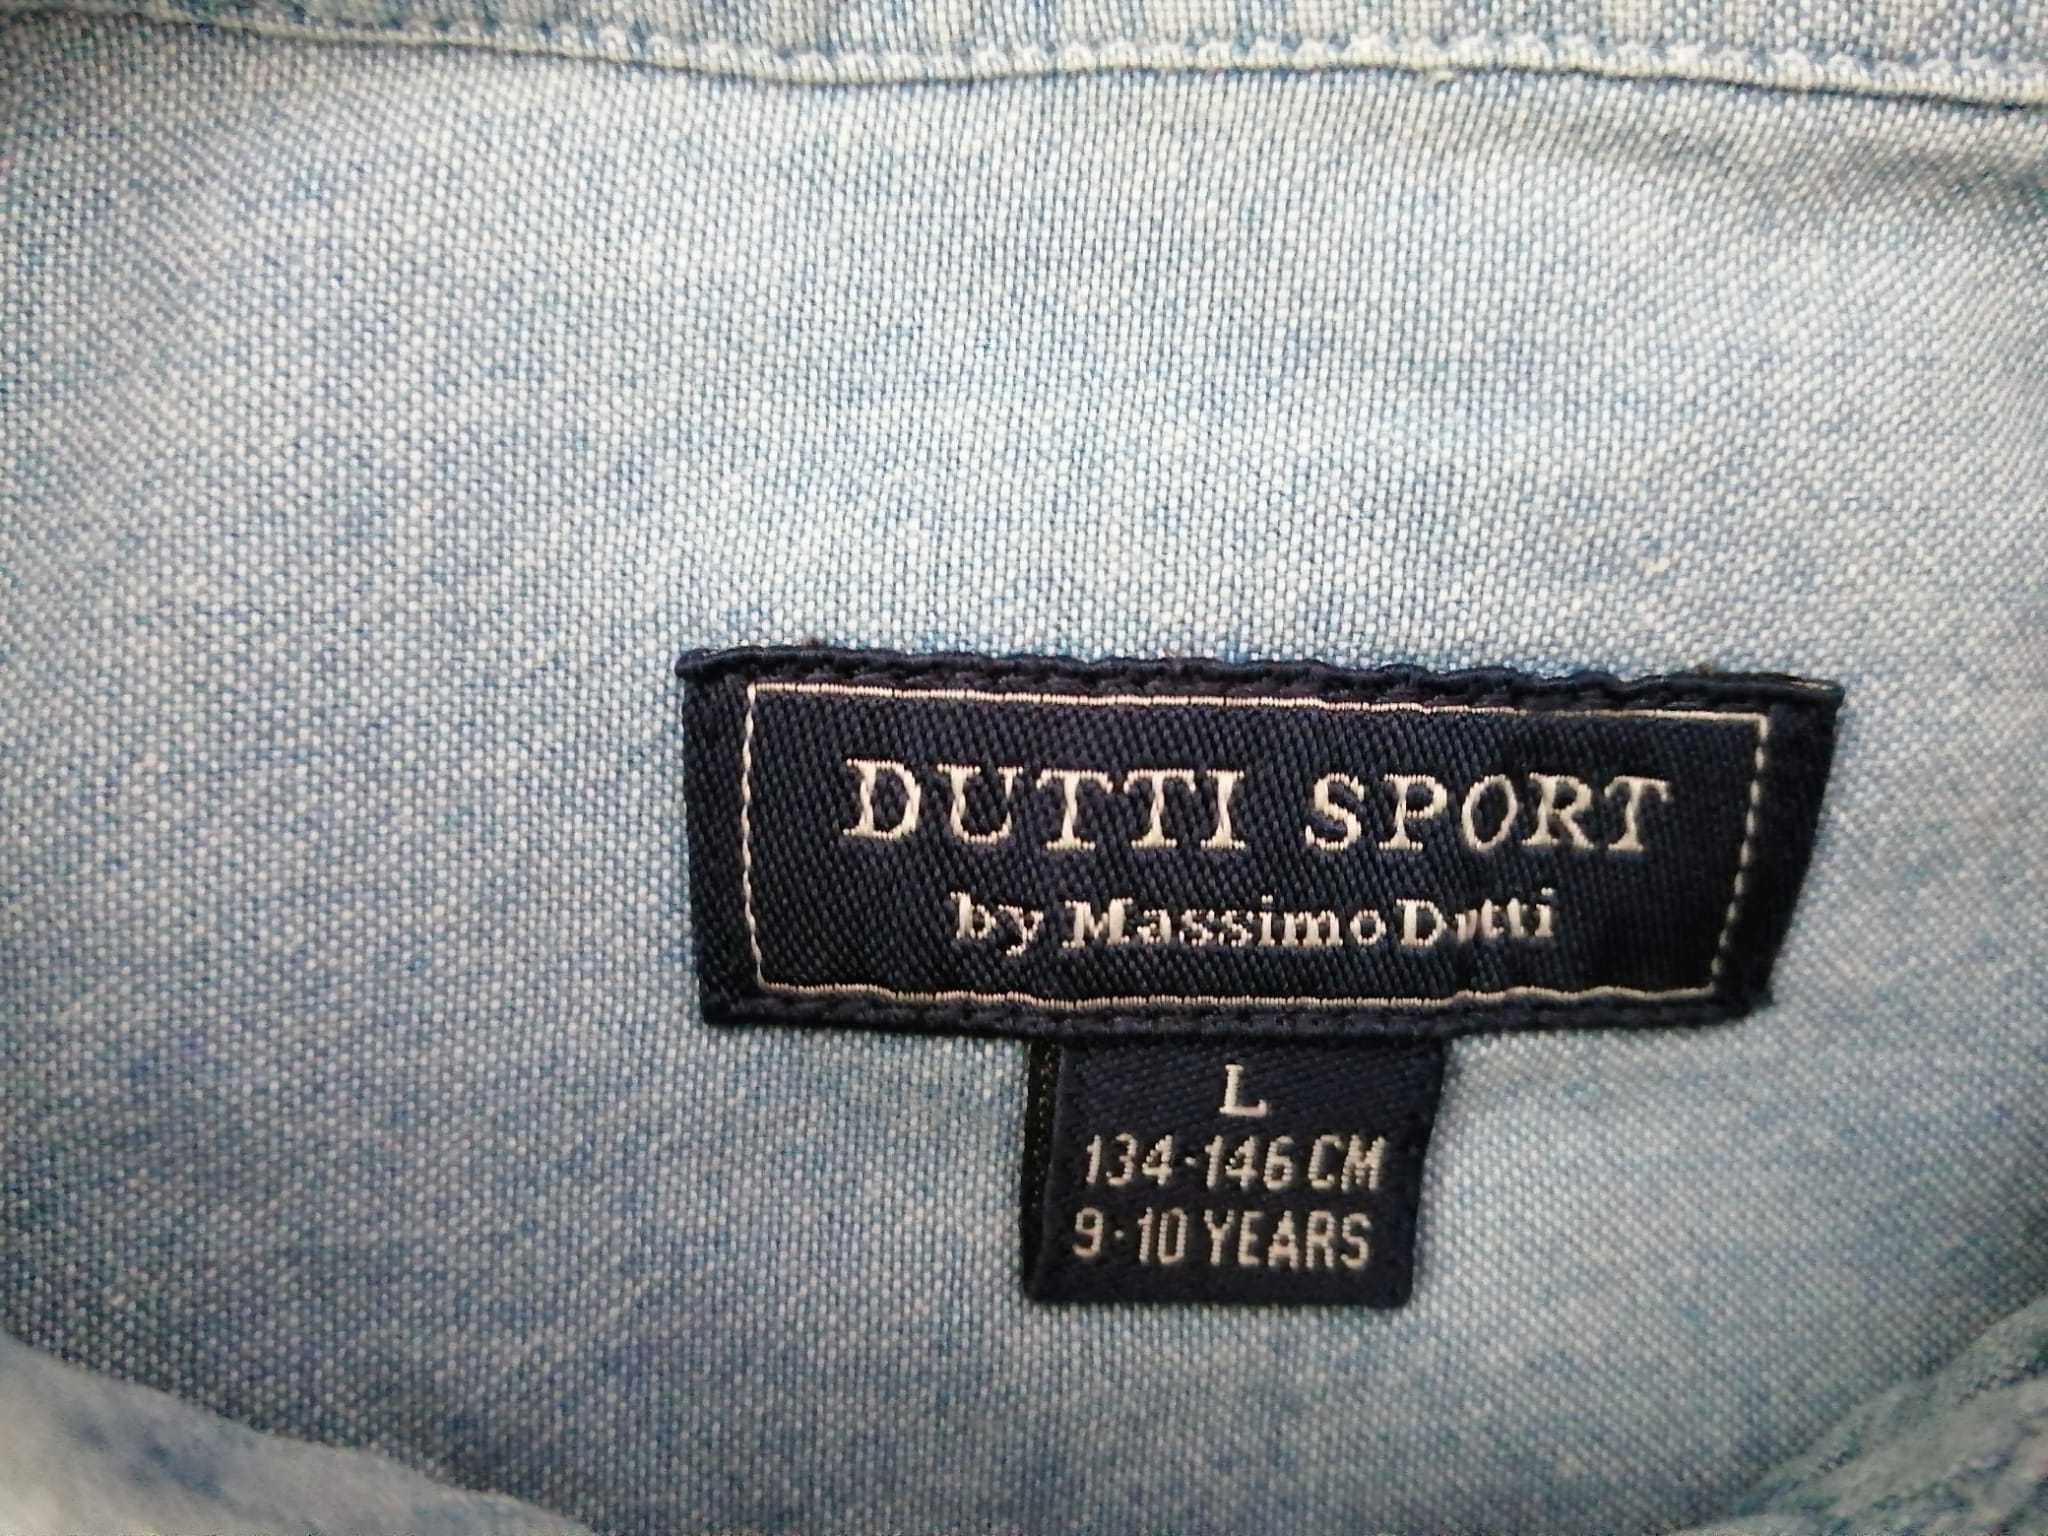 DUTTI SPORT
by Massimo Dutti
L
134-146 CM
9-10 YEARS